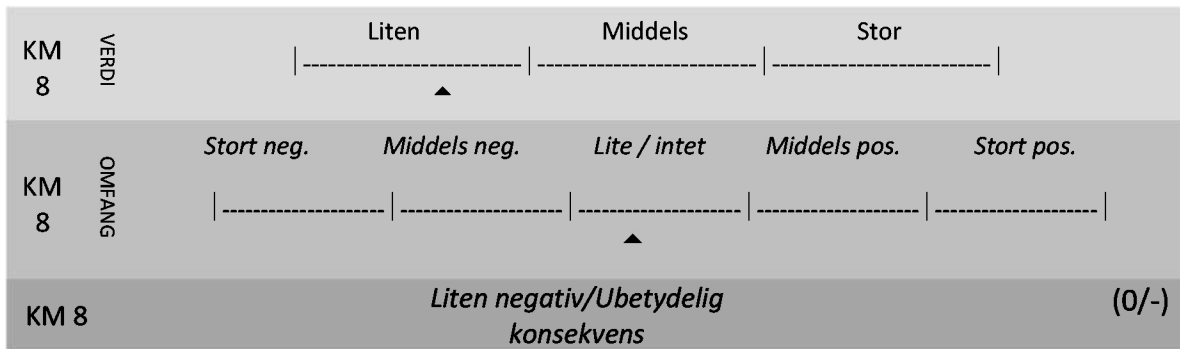 Liten Middels Stor
KM 8 VERDI |--------------------------|--------------------------|--------------------------|
Stort neg. Middels neg. Lite / intet Middels pos. Stort pos.
KM 8 OMFANG |---------------------|---------------------|---------------------|---------------------|---------------------|
KM 8 Liten negativ/Ubetydelig (0/-)
konsekvens